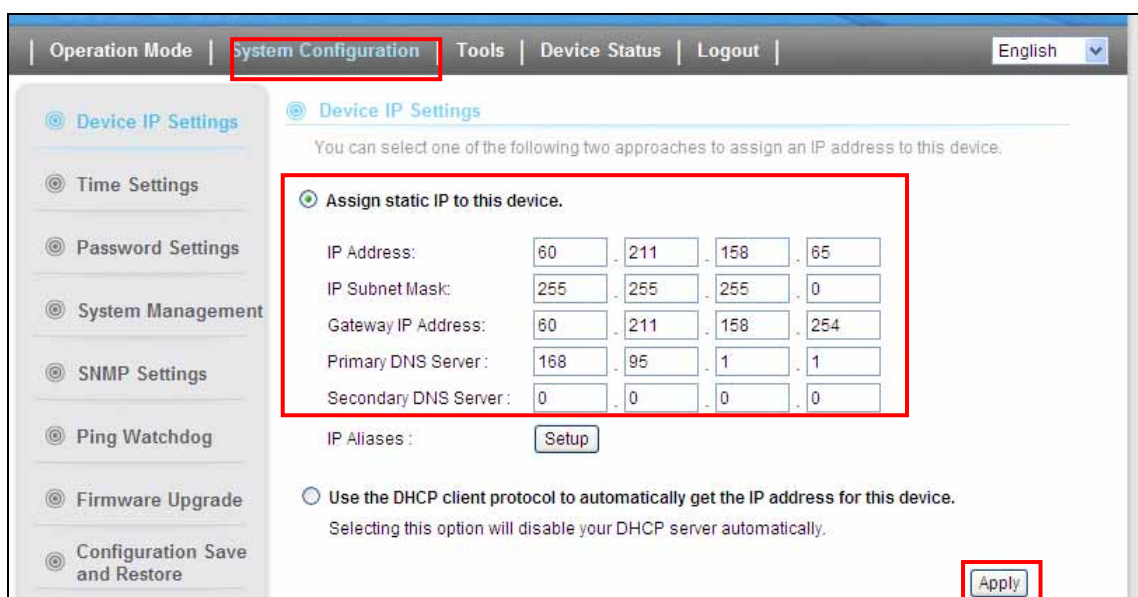 | Operation Mode | System Configuration | Tools | Device Status | Logout | English
Device IP Settings
Time Settings
Password Settings
System Management
SNMP Settings
Ping Watchdog
Firmware Upgrade
Configuration Save
and Restore
Device IP Settings
You can select one of the following two approaches to assign an IP address to this device.
Assign static IP to this device.
IP Address: 60 . 211 . 158 . 65
IP Subnet Mask: 255 . 255 . 255 . 0
Gateway IP Address: 60 . 211 . 158 . 254
Primary DNS Server : 168 . 95 . 1 . 1
Secondary DNS Server : 0 . 0 . 0 . 0
IP Aliases : Setup
Use the DHCP client protocol to automatically get the IP address for this device.
Selecting this option will disable your DHCP server automatically.
Apply